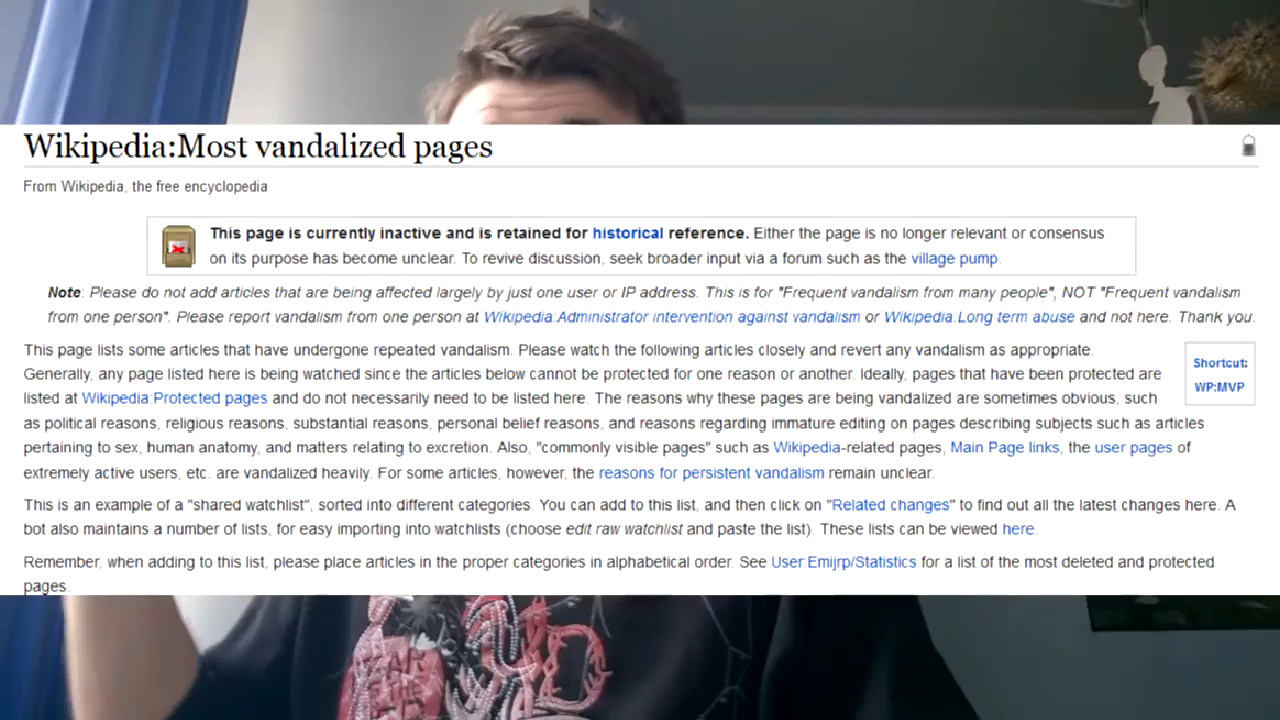 Wikipedia:Most vandalized pages
From Wikipedia, the free encyclopedia
This page is currently inactive and is retained for historical reference. Either the page is no longer relevant or consensus
on its purpose has become unclear. To revive discussion, seek broader input via a forum such as the village pump.
Note: Please do not add articles that are being affected largely by just one user or IP address. This is for "Frequent vandalism from many people", NOT "Frequent vandalism
from one person". Please report vandalism from one person at Wikipedia:Administrator intervention against vandalism or Wikipedia:Long term abuse and not here. Thank you.
This page lists some articles that have undergone repeated vandalism. Please watch the following articles closely and revert any vandalism as appropriate.
Generally, any page listed here is being watched since the articles below cannot be protected for one reason or another. Ideally, pages that have been protected are
listed at Wikipedia:Protected pages and do not necessarily need to be listed here. The reasons why these pages are being vandalized are sometimes obvious, such
as political reasons, religious reasons, substantial reasons, personal belief reasons, and reasons regarding immature editing on pages describing subjects such as articles
pertaining to sex, human anatomy, and matters relating to excretion. Also, "commonly visible pages" such as Wikipedia-related pages, Main Page links, the user pages of
extremely active users, etc. are vandalized heavily. For some articles, however, the reasons for persistent vandalism remain unclear.
Shortcut:
WP:MVP
This is an example of a "shared watchlist", sorted into different categories. You can add to this list, and then click on "Related changes" to find out all the latest changes here. A
bot also maintains a number of lists, for easy importing into watchlists (choose edit raw watchlist and paste the list). These lists can be viewed here.
Remember, when adding to this list, please place articles in the proper categories in alphabetical order. See User:Emijrp/Statistics for a list of the most deleted and protected
pages.